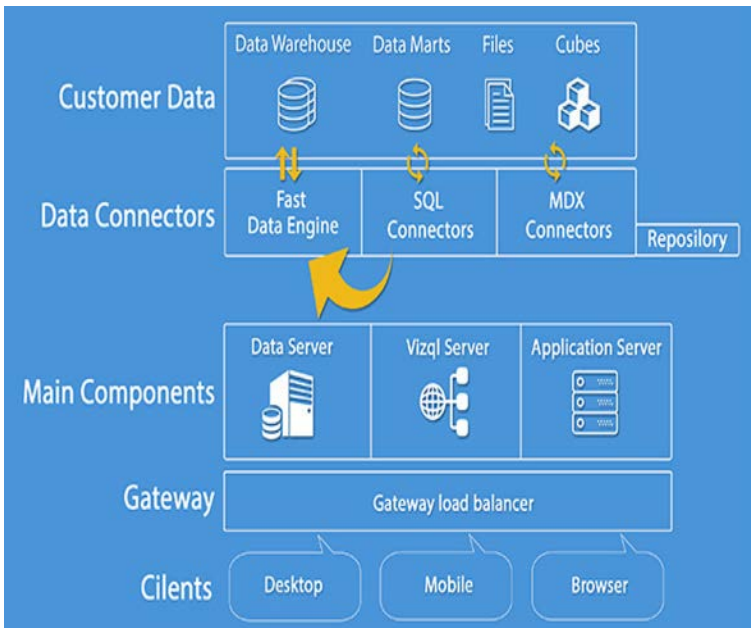 Customer Data
Data Warehouse
Data Marts
Files
Cubes
Data Connectors
Fast
Data Engine
SQL
Connectors
MDX
Connectors
Reposilory
Main Components
Data Server
Vizql Server
Application Server
Gateway
Gateway load balancer
Cilents
Desktop
Mobile
Browser